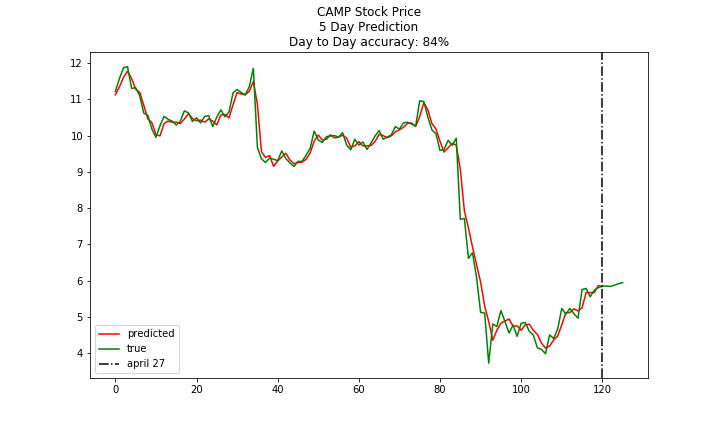 CAMP Stock Price
5 Day Prediction
Day to Day accuracy: 84%
12
11
10
9
8
7
6
5
4
predicted
true
april 27
0 20 40 60 80 100 120